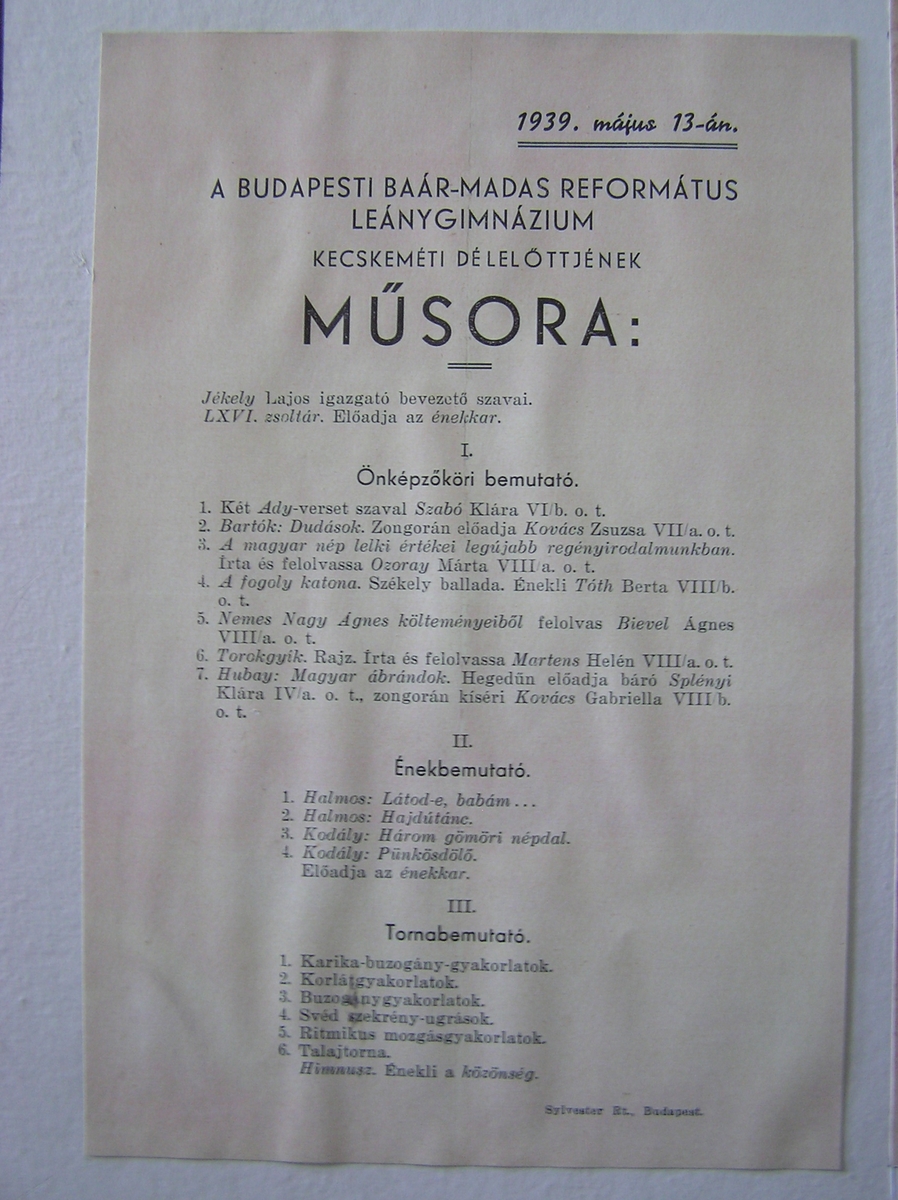 1939. május 13-án.
A BUDAPESTI BAÁR-MADAS REFORMÁTUS
LEÁNYGIMNÁZIUM
KECSKEMÉTI DÉLELŐTTJÉNEK
MŰSORA:
Jékely Lajos igazgató bevezető szavai.
LXVI. zsoltár. Előadja az énekkar.
I.
Önképzőköri bemutató.
1. Két Ady-verset szaval Szabó Klára VI/b. o. t.
2. Bartók: Dudások. Zongorán előadja Kovács Zsuzsa VII/a. o. t.
3. A magyar nép lelki értékei legújabb regényirodalmunkban.
Írta és felolvassa Ozoray Márta VIII/a. o. t.
4. A fogoly katona. Székely ballada. Énekli Tóth Berta VIII/b.
o. t.
5. Nemes Nagy Ágnes költeményeiből felolvas Bievel Ágnes
VIII/a. o. t.
6. Torokgyík. Rajz. Írta és felolvassa Martens Helén VIII/a. o. t.
7. Hubay: Magyar ábrándok. Hegedűn előadja báró Splényi
Klára IV/a. o. t., zongorán kíséri Kovács Gabriella VIII/b.
o. t.
II.
Énekbemutató.
1. Halmos: Látod-e, babám...
2. Halmos: Hajdútánc.
3. Kodály: Három gömöri népdal.
4. Kodály: Pünkösdölő.
Előadja az énekkar.
III.
Tornabemutató.
1. Karika-buzogány-gyakorlatok.
2. Korlátgyakorlatok.
3. Buzogánygyakorlatok.
4. Svéd szekrény-ugrások.
5. Ritmikus mozgásgyakorlatok.
6. Talajtorna.
Himnusz. Énekli a közönség.
Sylvester Rt., Budapest.